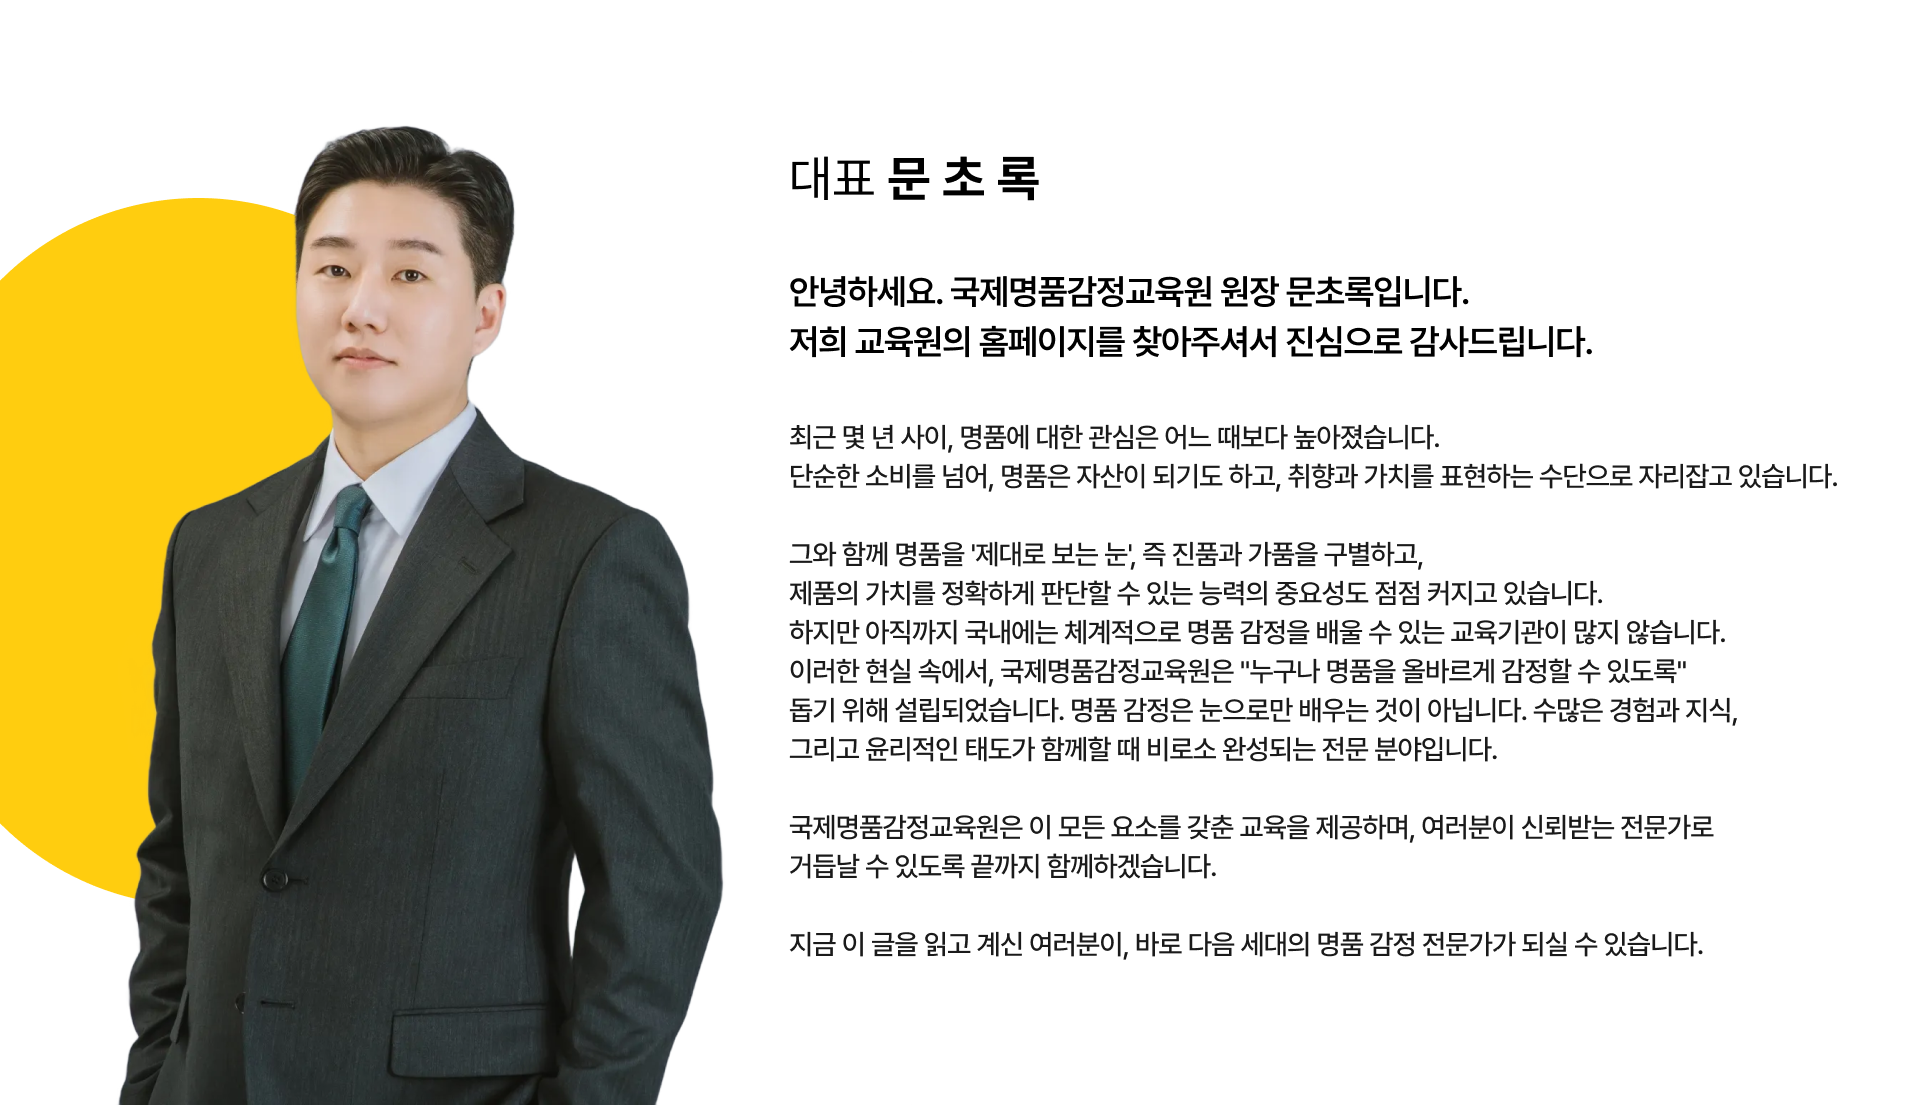 대표 문 초 록
안녕하세요. 국제명품감정교육원 원장 문초록입니다.
저희 교육원의 홈페이지를 찾아주셔서 진심으로 감사드립니다.
최근 몇 년 사이, 명품에 대한 관심은 어느 때보다 높아졌습니다.
단순한 소비를 넘어, 명품은 자산이 되기도 하고, 취향과 가치를 표현하는 수단으로 자리잡고 있습니다.
그와 함께 명품을 '제대로 보는 눈', 즉 진품과 가품을 구별하고,
제품의 가치를 정확하게 판단할 수 있는 능력의 중요성도 점점 커지고 있습니다.
하지만 아직까지 국내에는 체계적으로 명품 감정을 배울 수 있는 교육기관이 많지 않습니다.
이러한 현실 속에서, 국제명품감정교육원은 "누구나 명품을 올바르게 감정할 수 있도록"
돕기 위해 설립되었습니다. 명품 감정은 눈으로만 배우는 것이 아닙니다. 수많은 경험과 지식,
그리고 윤리적인 태도가 함께할 때 비로소 완성되는 전문 분야입니다.
국제명품감정교육원은 이 모든 요소를 갖춘 교육을 제공하며, 여러분이 신뢰받는 전문가로
거듭날 수 있도록 끝까지 함께하겠습니다.
지금 이 글을 읽고 계신 여러분이, 바로 다음 세대의 명품 감정 전문가가 되실 수 있습니다.